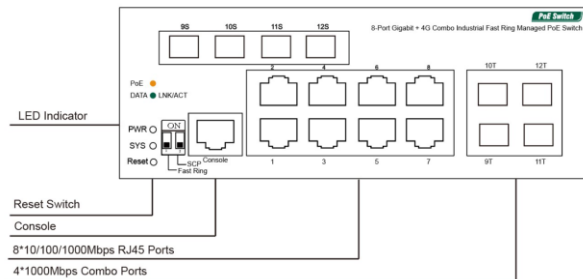 PoE Switch
8-Port Gigabit + 4G Combo Industrial Fast Ring Managed PoE Switch
9S 10S 11S 12S
2 4 6 8
10T 12T
PoE
DATA LNK/ACT
LED Indicator
ON
PWR
SYS
Reset
Console
SCP
Fast Ring
1 3 5 7
9T 11T
Reset Switch
Console
8*10/100/1000Mbps RJ45 Ports
4*1000Mbps Combo Ports